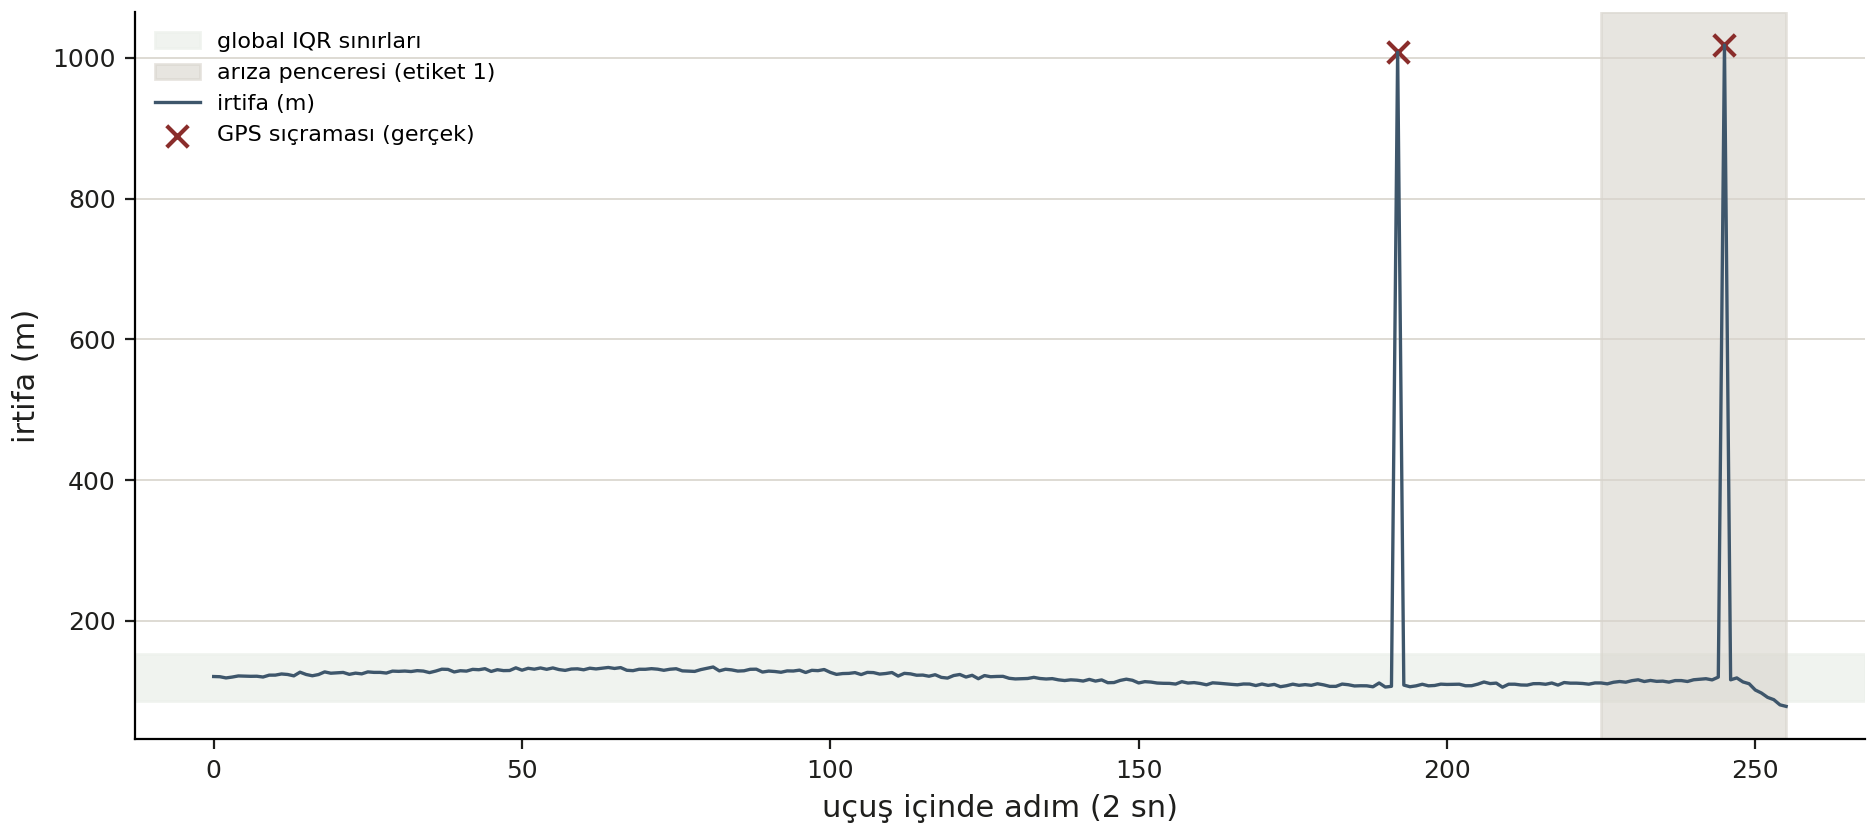 global IQR sınırları
arıza penceresi (etiket 1)
irtifa (m)
GPS sıçraması (gerçek)
1000
800
600
400
200
irtifa (m)
0
50
100
150
200
250
uçuş içinde adım (2 sn)